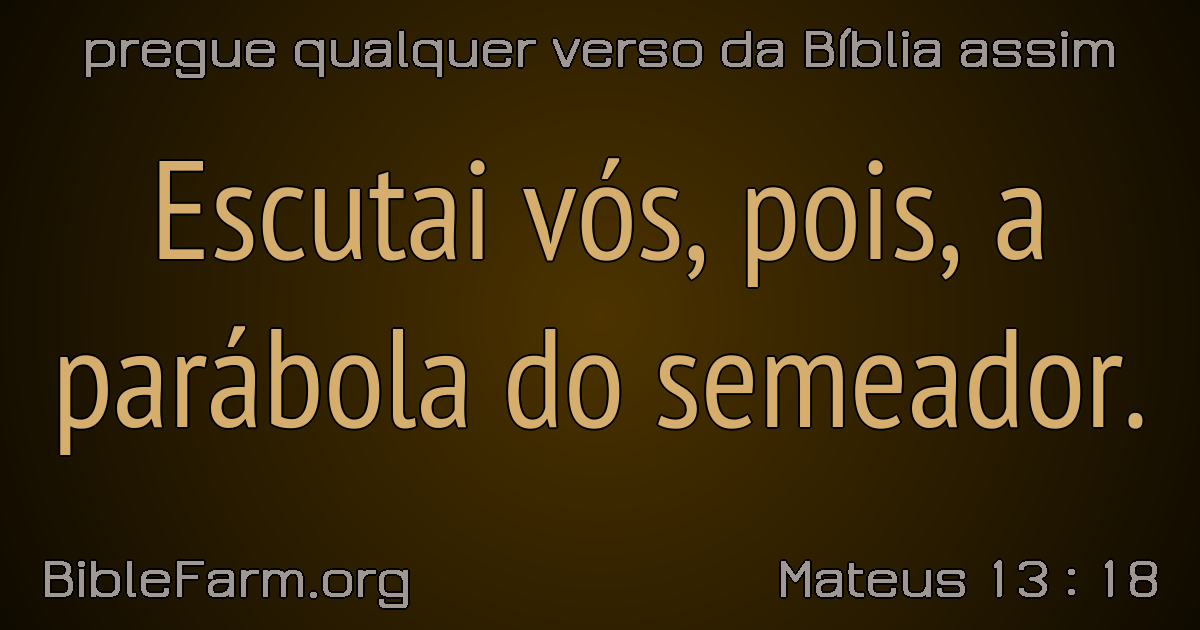 pregue qualquer verso da Bíblia assim
Escutai vós, pois, a
parábola do semeador.
BibleFarm.org
Mateus 13 : 18